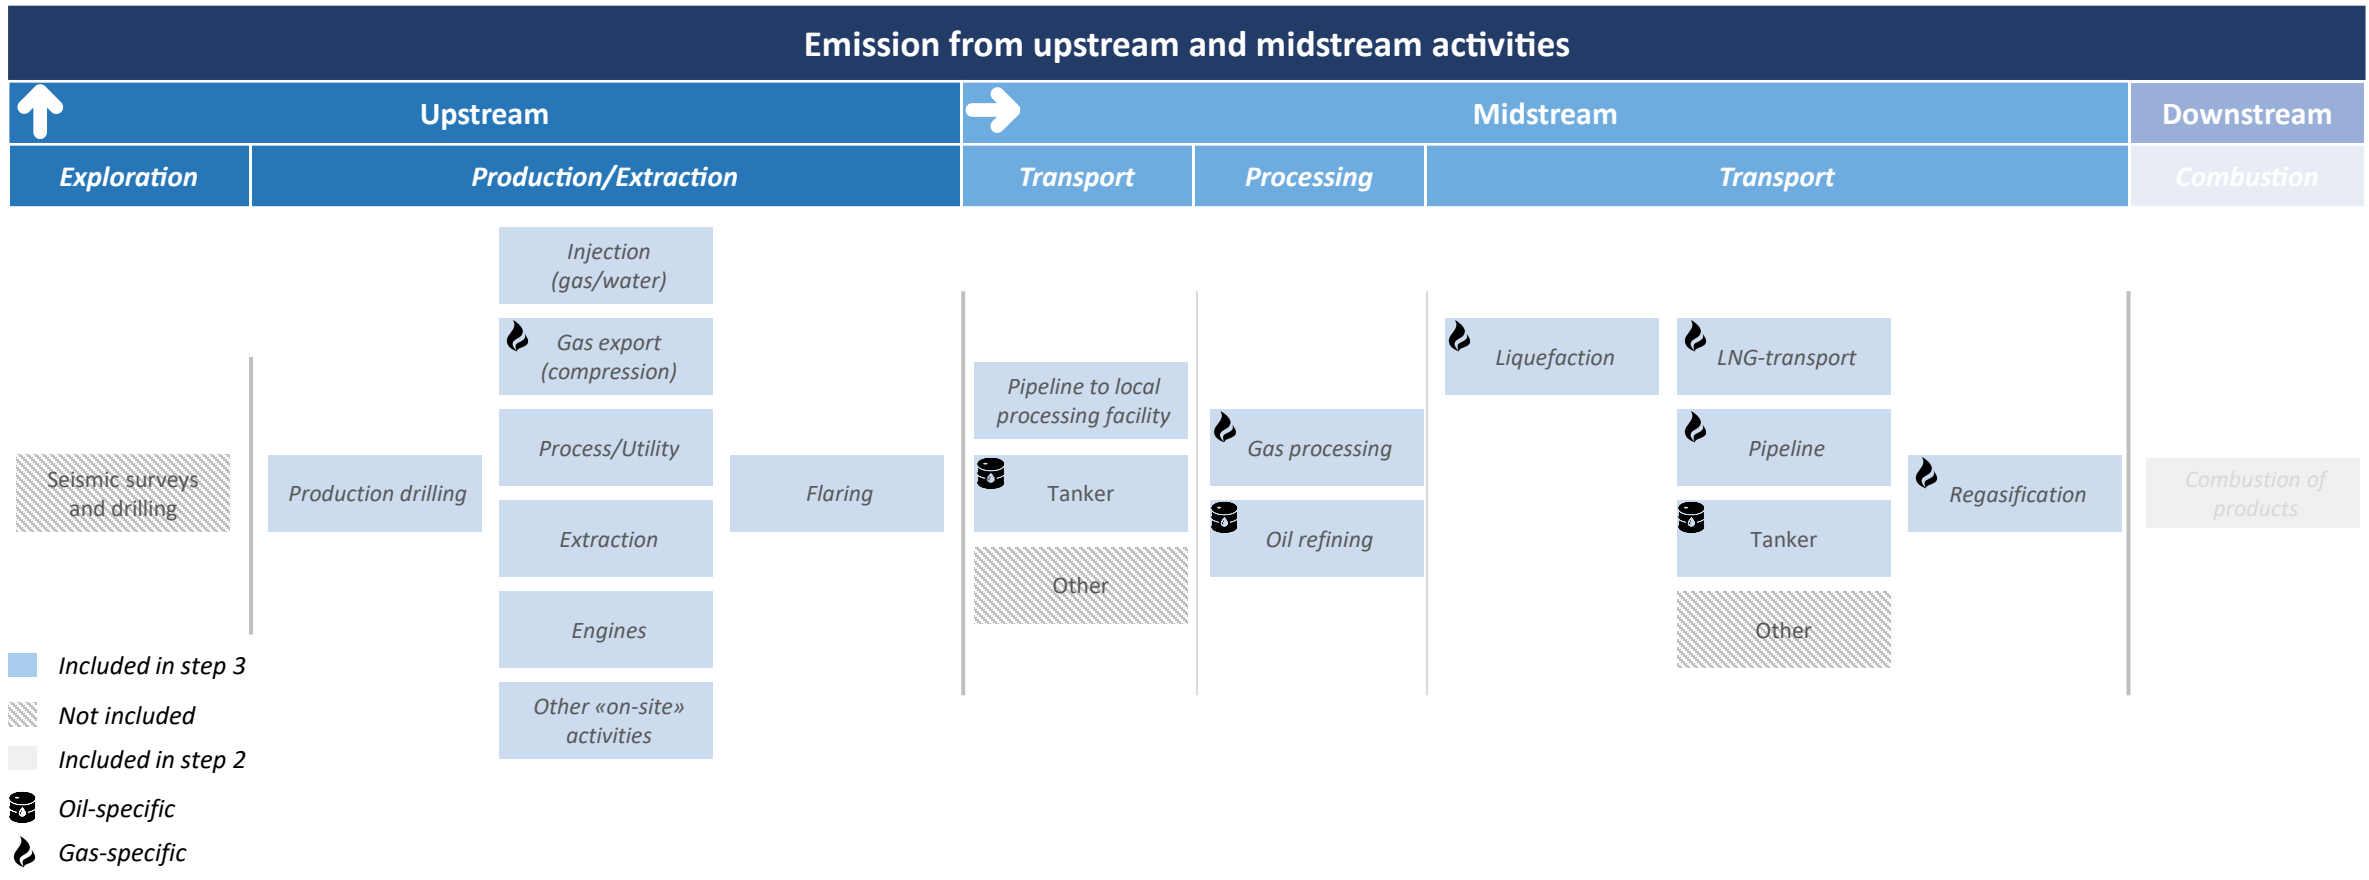 Emission from upstream and midstream activities
Upstream
Midstream
Downstream
Exploration
Production/Extraction
Transport
Processing
Transport
Combustion
Seismic surveys
and drilling
Production drilling
Injection
(gas/water)
Gas export
(compression)
Process/Utility
Extraction
Engines
Other «on-site»
activities
Flaring
Pipeline to local
processing facility
Tanker
Other
Gas processing
Oil refining
Liquefaction
LNG-transport
Pipeline
Tanker
Other
Regasification
Combustion of
products
Included in step 3
Not included
Included in step 2
Oil-specific
Gas-specific